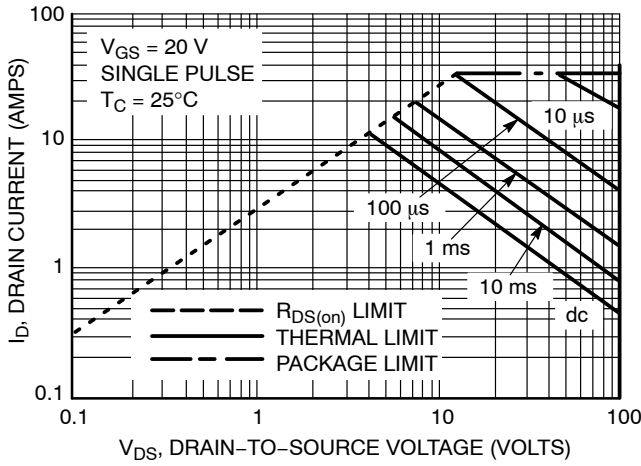 100
V_GS = 20 V
SINGLE PULSE
T_C = 25°C
10 μs
10
100 μs
1 ms
1
10 ms
R_DS(on) LIMIT
THERMAL LIMIT
PACKAGE LIMIT
dc
0.1
0.1
1
10
100
I_D, DRAIN CURRENT (AMPS)
V_DS, DRAIN−TO−SOURCE VOLTAGE (VOLTS)